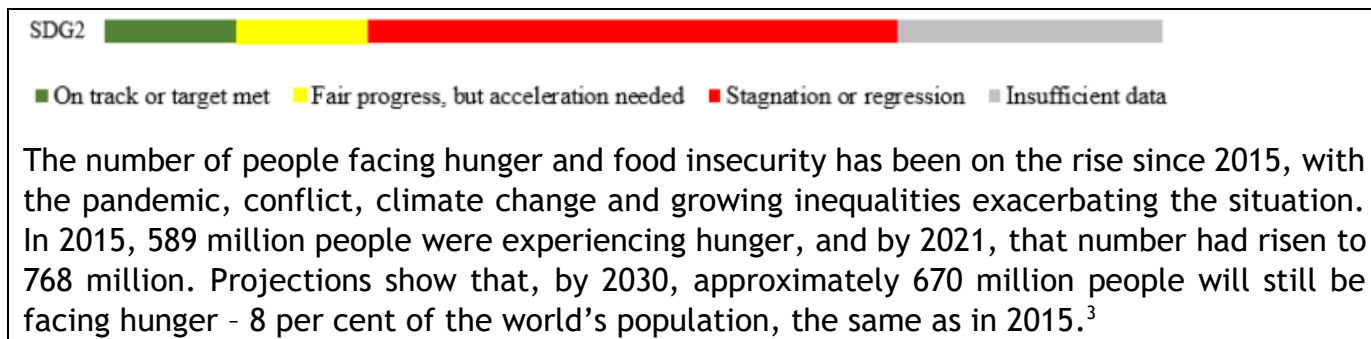 SDG2
On track or target met Fair progress, but acceleration needed Stagnation or regression Insufficient data
The number of people facing hunger and food insecurity has been on the rise since 2015, with
the pandemic, conflict, climate change and growing inequalities exacerbating the situation.
In 2015, 589 million people were experiencing hunger, and by 2021, that number had risen to
768 million. Projections show that, by 2030, approximately 670 million people will still be
facing hunger – 8 per cent of the world’s population, the same as in 2015.³